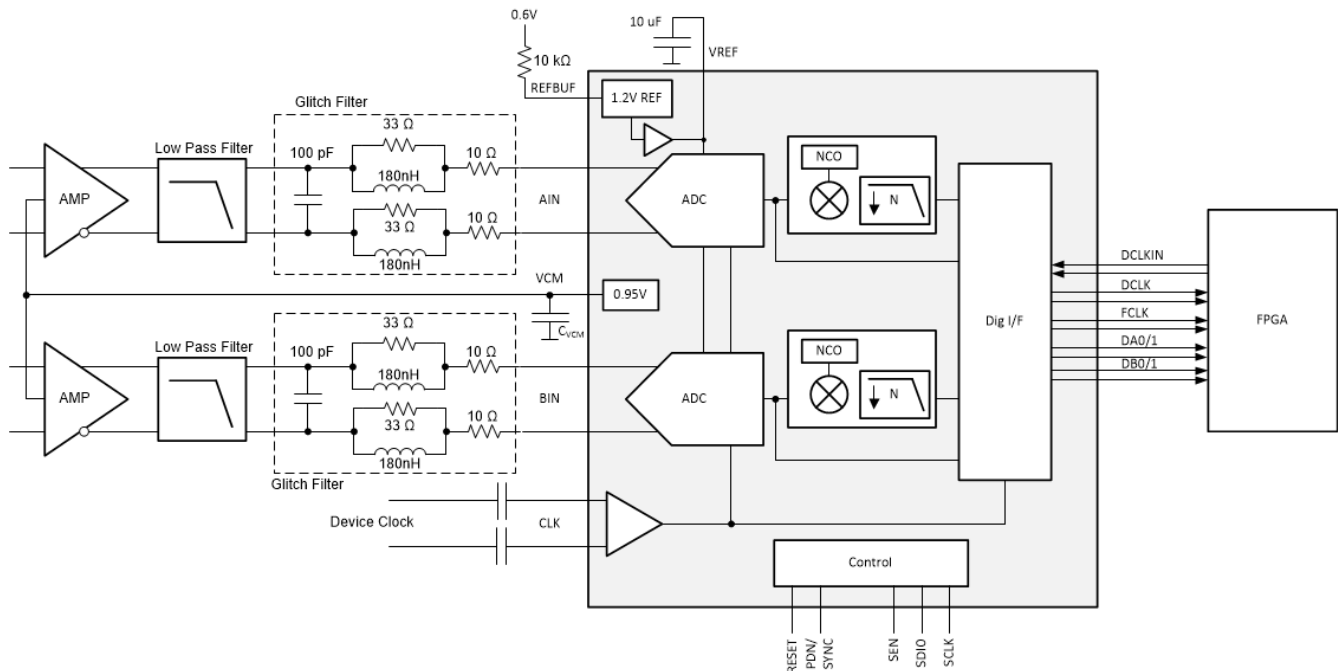 0.6V
10 uF
VREF
10 kΩ
REFBUF
1.2V REF
Glitch Filter
33 Ω
Low Pass Filter
100 pF
10 Ω
180nH
AMP
AIN
ADC
NCO
N
33 Ω
10 Ω
180nH
DCLKIN
DCLK
FCLK
DA0/1
DB0/1
Dig I/F
FPGA
VCM
0.95V
CVCM
33 Ω
Low Pass Filter
100 pF
10 Ω
180nH
AMP
BIN
ADC
NCO
N
33 Ω
10 Ω
180nH
Glitch Filter
Device Clock
CLK
Control
RESET
PDN/
SYNC
SEN
SDIO
SCLK